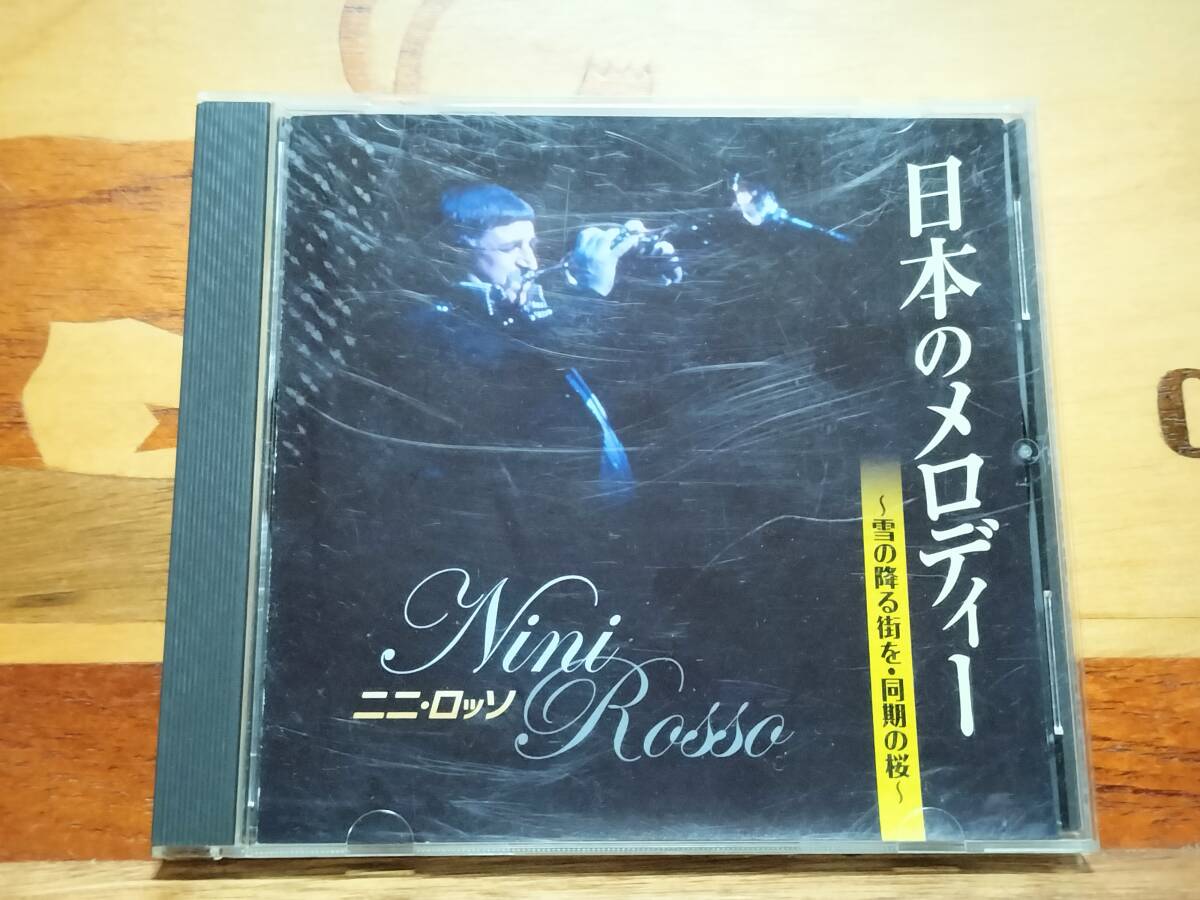 日本のメロディー
〜雪の降る街を・同期の桜〜
Nini
Rosso
ニニ・ロッソ